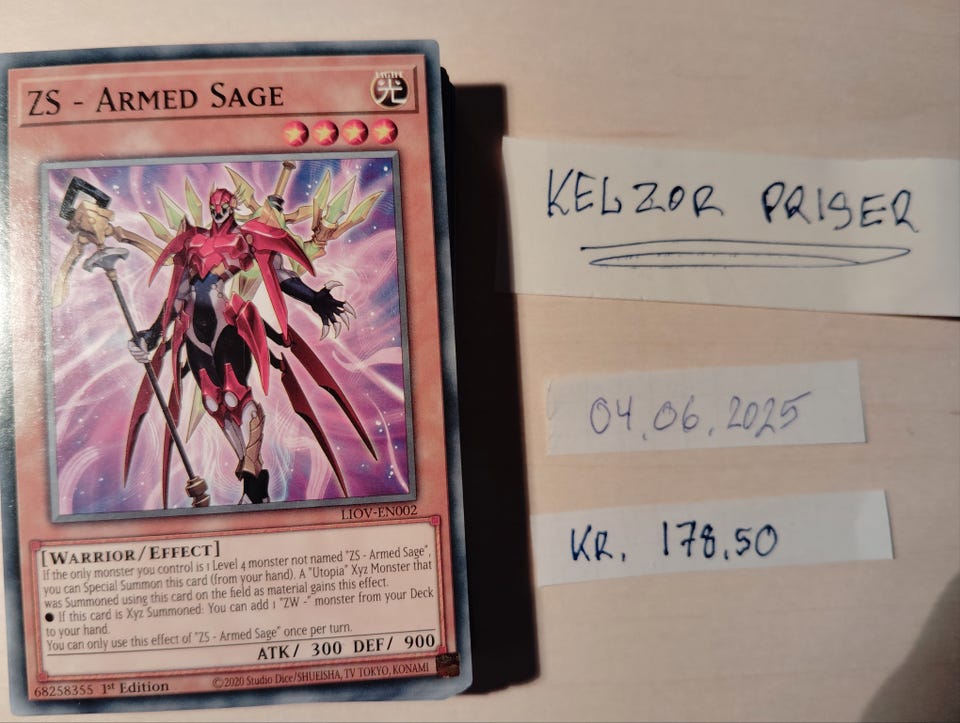 ZS - ARMED SAGE
LIGHT
光
LIOV-EN002
[WARRIOR/EFFECT]
If the only monster you control is 1 Level 4 monster not named "ZS - Armed Sage",
you can Special Summon this card (from your hand). A "Utopia" Xyz Monster that
was Summoned using this card on the field as material gains this effect.
● If this card is Xyz Summoned: You can add 1 "ZW -" monster from your Deck
to your hand.
You can only use this effect of "ZS - Armed Sage" once per turn.
ATK/ 300 DEF/ 900
68258355 1st Edition
©2020 Studio Dice/SHUEISHA, TV TOKYO, KONAMI
KELZOR PRISER
04.06.2025
KR. 178.50